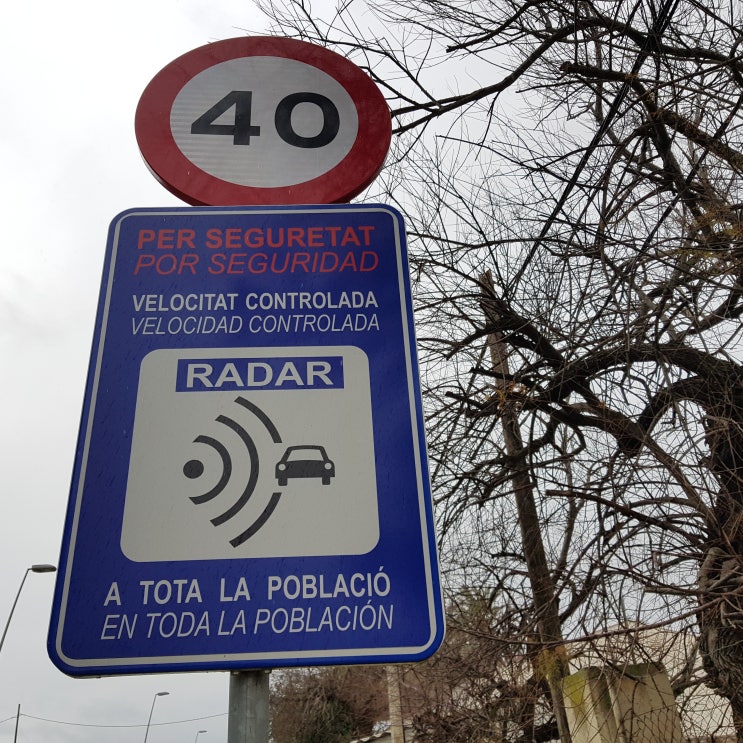 40
PER SEGURETAT
POR SEGURIDAD
VELOCITAT CONTROLADA
VELOCIDAD CONTROLADA
RADAR
A TOTA LA POBLACIÓ
EN TODA LA POBLACIÓN